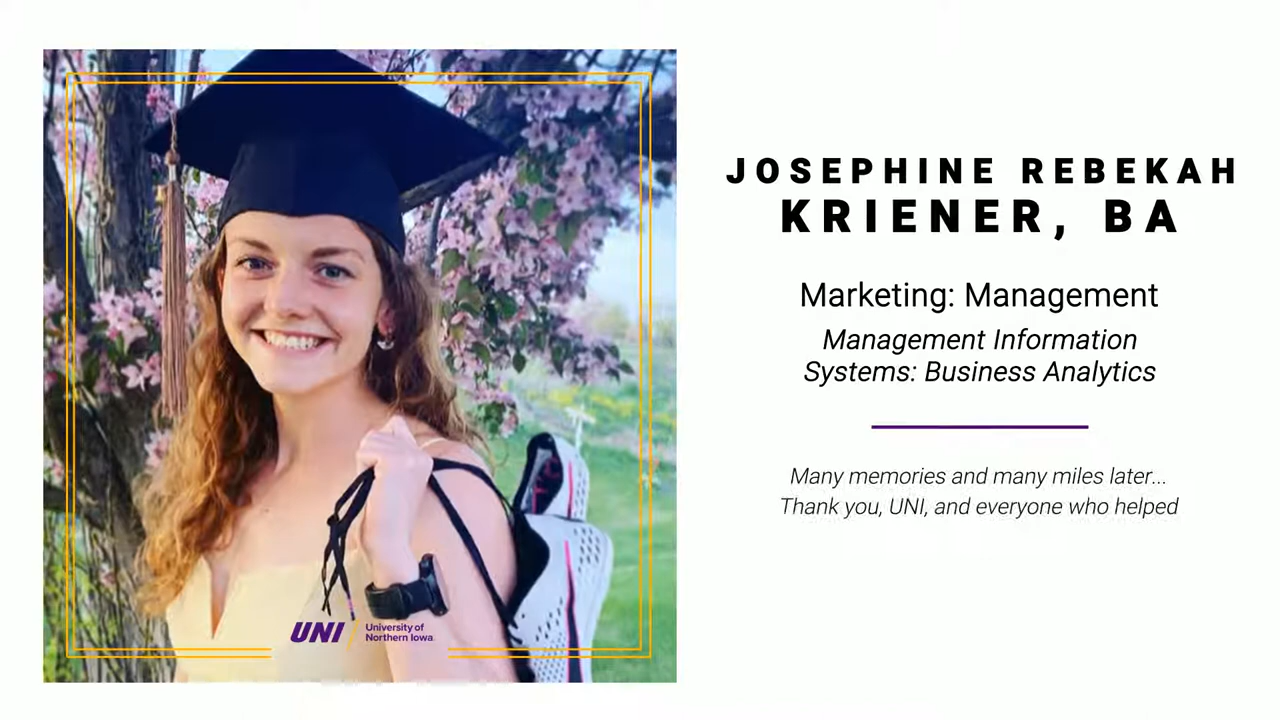 JOSEPHINE REBEKAH
KRIENER, BA
Marketing: Management
Management Information
Systems: Business Analytics
Many memories and many miles later...
Thank you, UNI, and everyone who helped
UNI
University of
Northern Iowa.